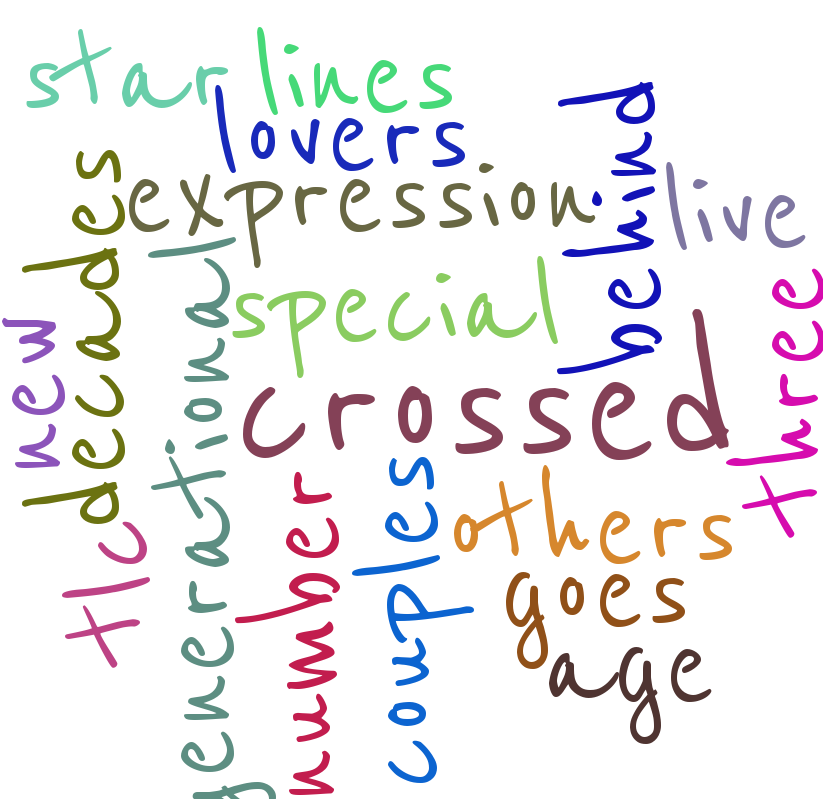 star
lines
lovers
expression
behind
live
decades
special
generational
new
three
crossed
tlc
number
couples
others
goes
age